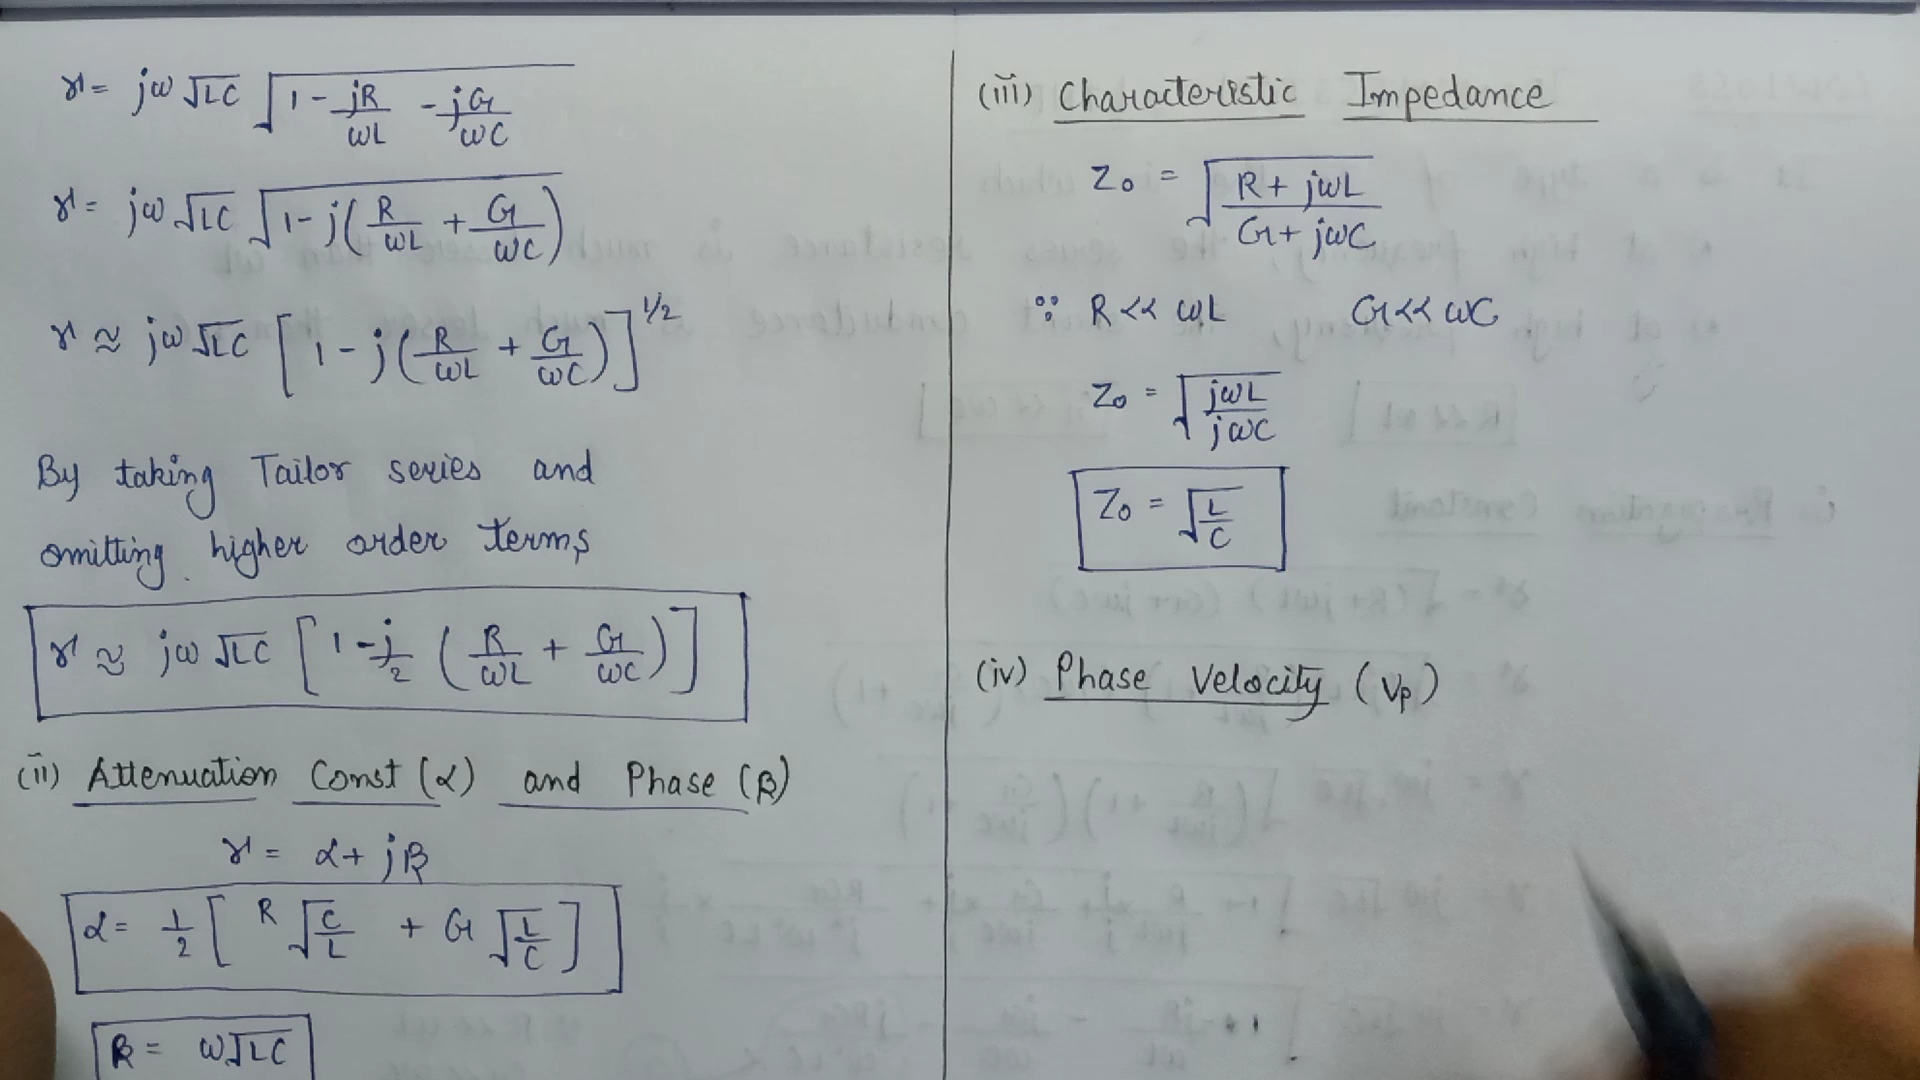 γ = jω √LC √1 - jR/ωL - jG/ωC
γ = jω √LC √1 - j(R/ωL + G/ωC)
γ ≈ jω √LC [1 - j(R/ωL + G/ωC)]^1/2
By taking Tailor series and
omitting higher order terms
γ ≈ jω √LC [1 - j/2 (R/ωL + G/ωC)]
(ii) Attenuation Const (α) and Phase (β)
γ = α + jβ
α = 1/2 [R √C/L + G √L/C]
β = ω√LC
(iii) Characteristic Impedance
Z₀ = √R + jωL/G + jωC
∵ R << ωL G << ωC
Z₀ = √jωL/jωC
Z₀ = √L/C
(iv) Phase Velocity (Vp)